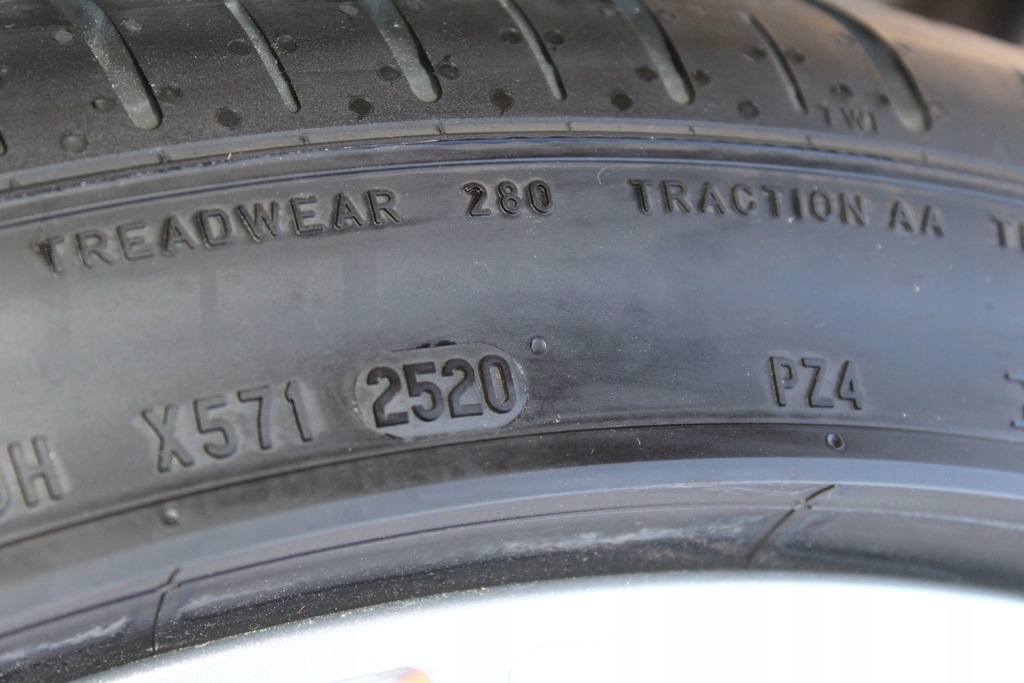 TWI
TREADWEAR 280 TRACTION AA
X571 2520 PZ4